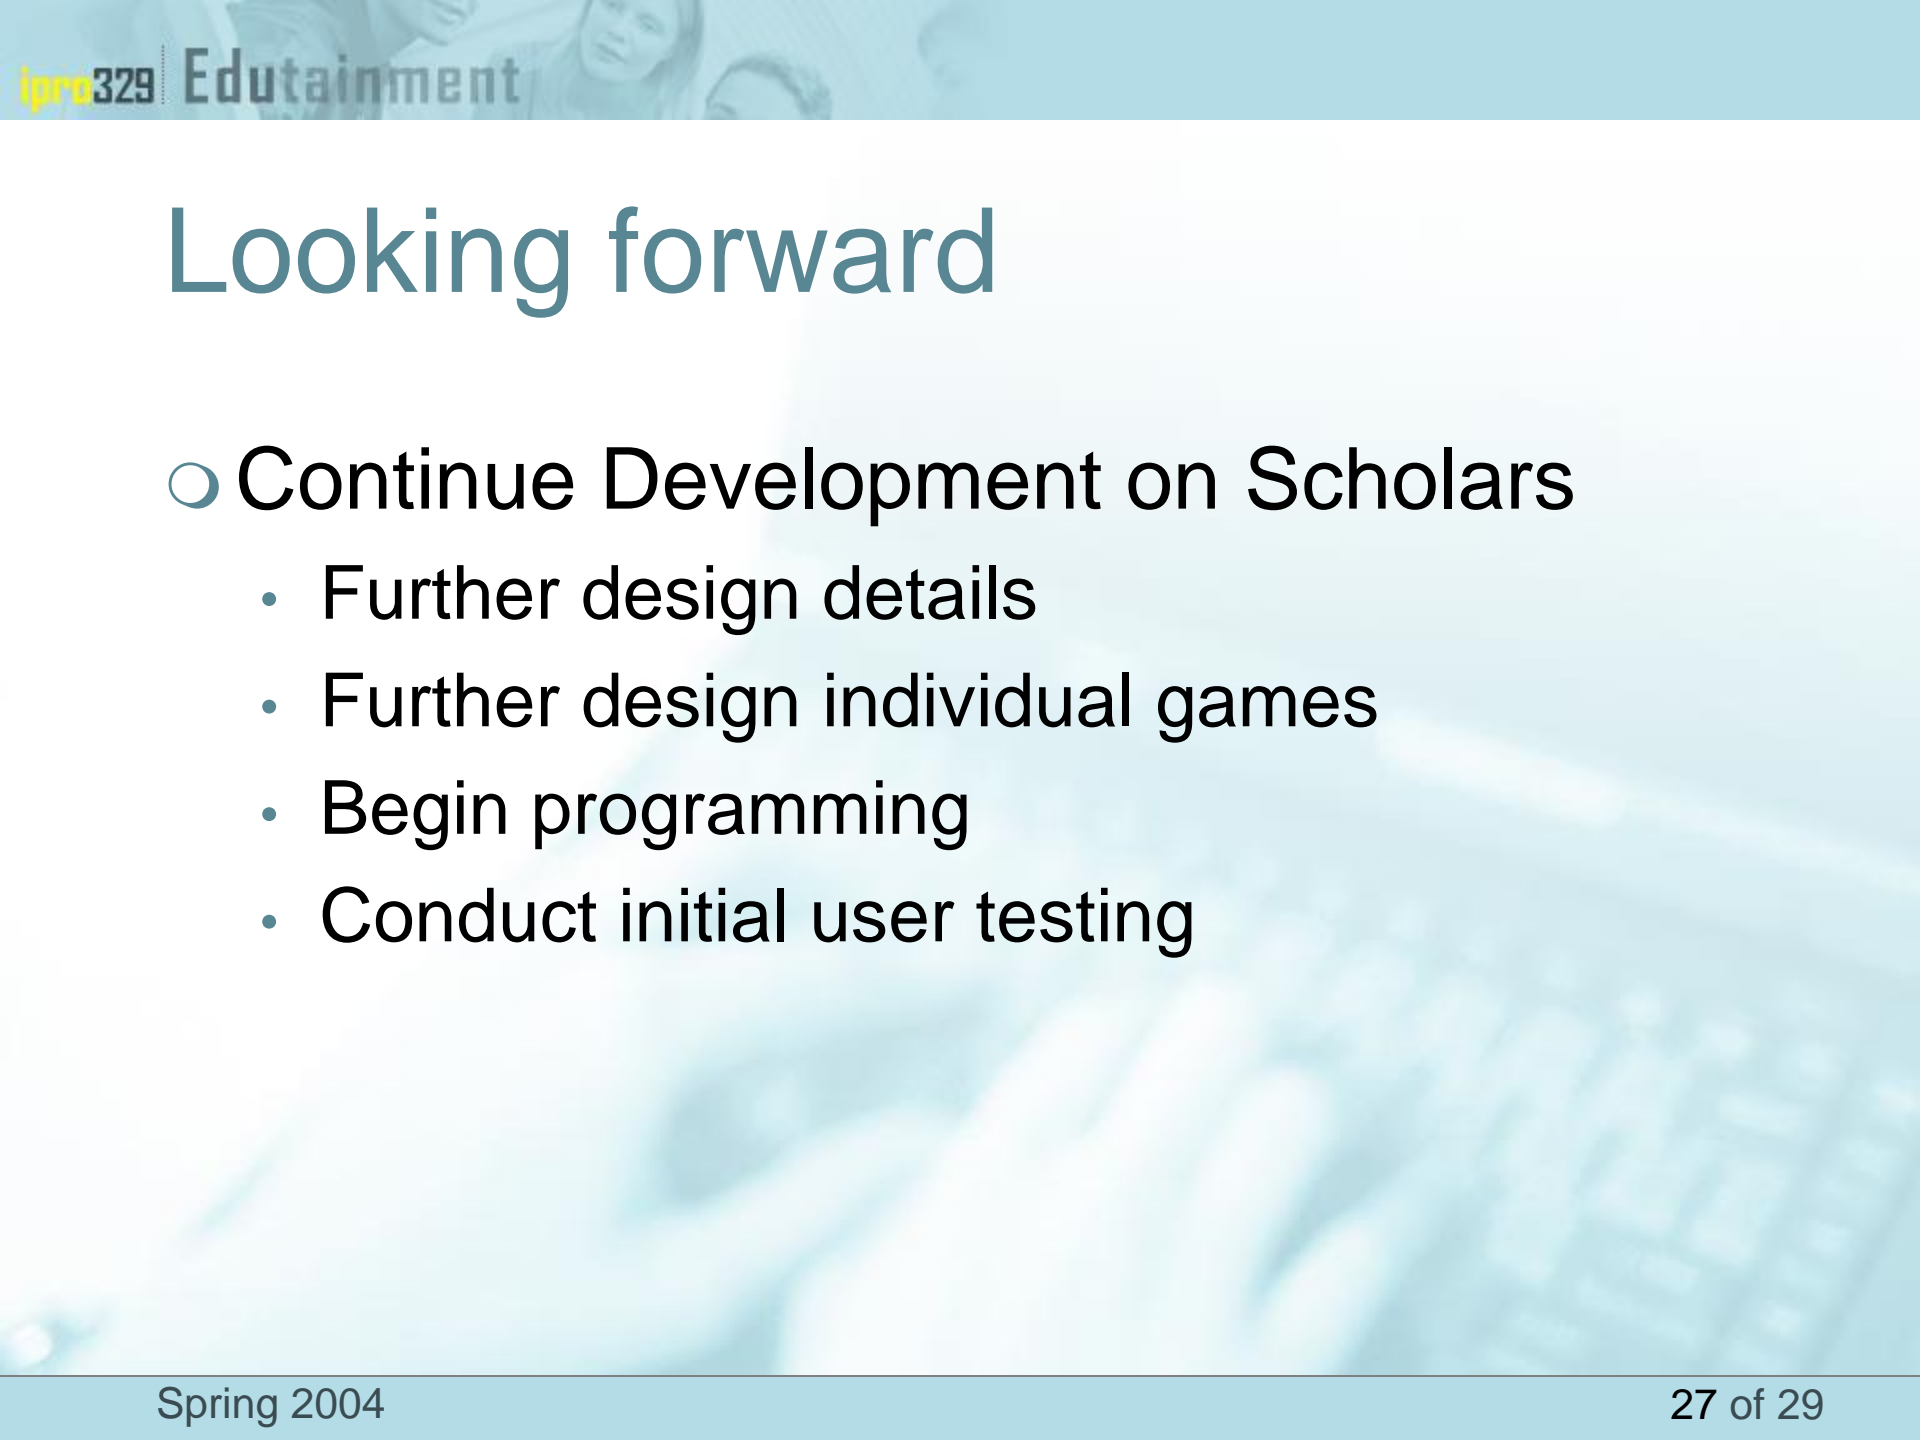 ipro329 Edutainment
Looking forward
Continue Development on Scholars
• Further design details
• Further design individual games
• Begin programming
• Conduct initial user testing
Spring 2004
27 of 29